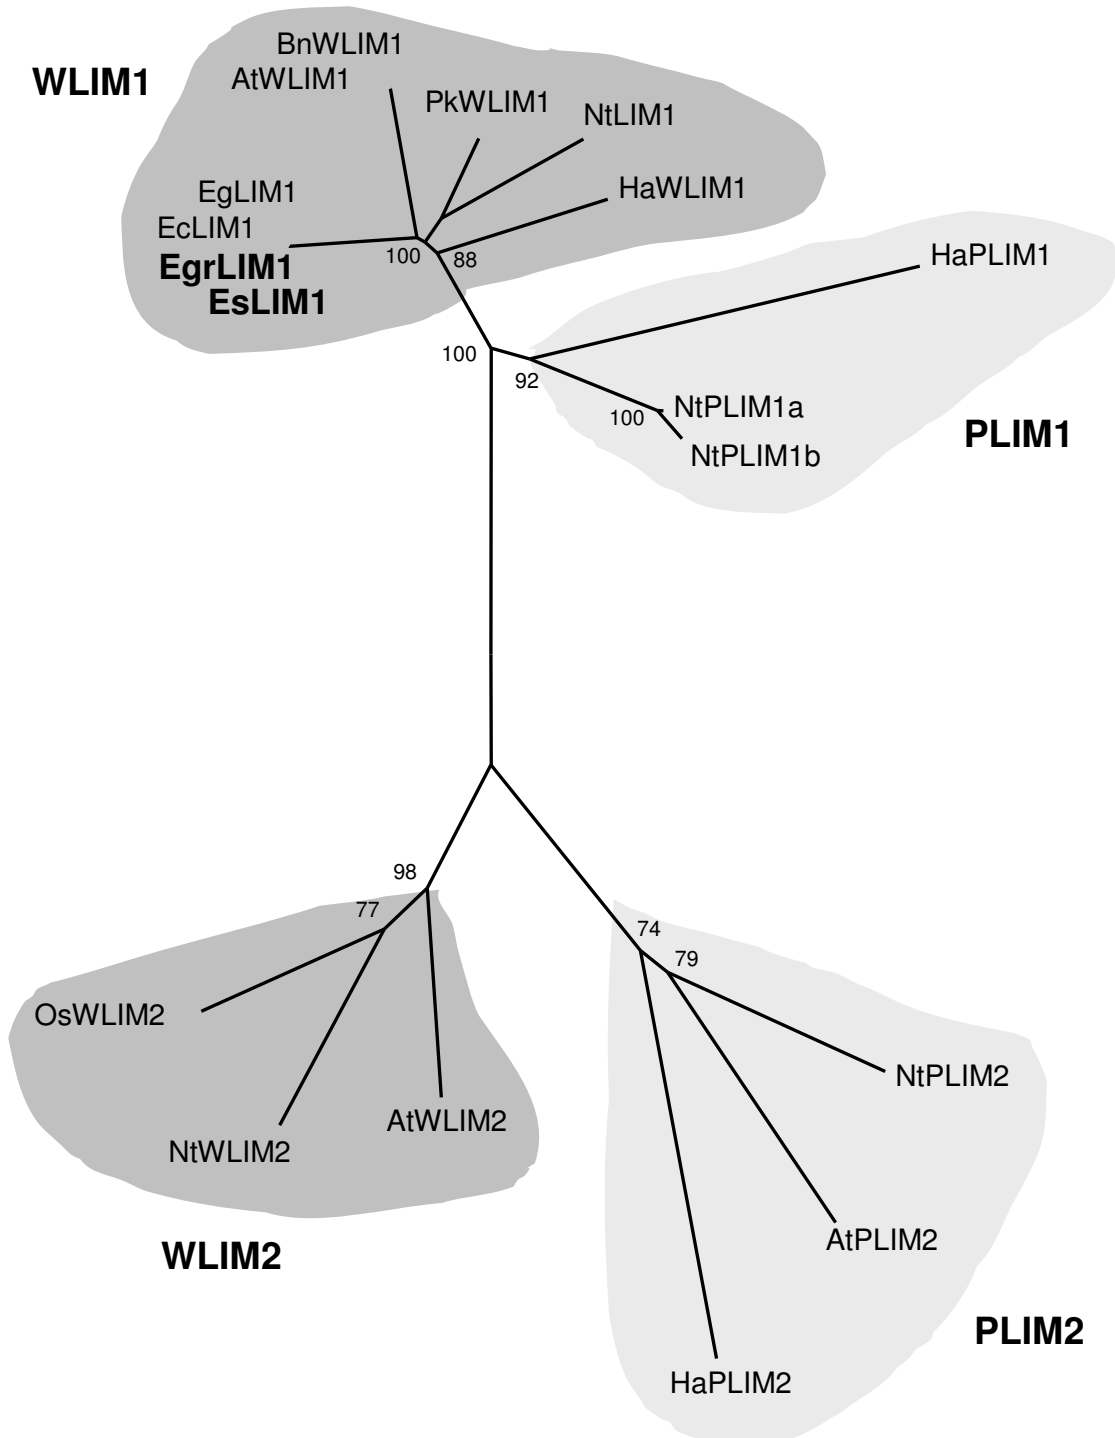 BnWLIM1
WLIM1
AtWLIM1
PkWLIM1
NtLIM1
HaWLIM1
EgLIM1
EcLIM1
EgrLIM1
EsLIM1
100
88
HaPLIM1
100
92
100
NtPLIM1a
NtPLIM1b
PLIM1
98
77
74
79
OsWLIM2
NtWLIM2
AtWLIM2
NtPLIM2
AtPLIM2
WLIM2
PLIM2
HaPLIM2